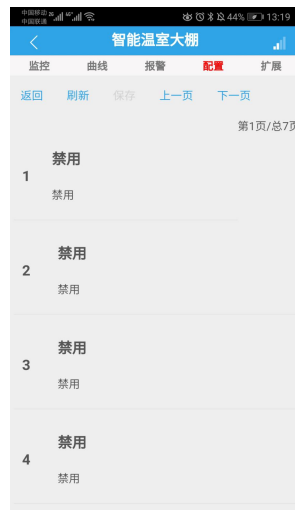 中国移动 2G 46 44% 13:19
中国联通
智能温室大棚
监控 曲线 报警 配置 扩展
返回 刷新 保存 上一页 下一页
第1页/总7页
禁用
1
禁用
禁用
2
禁用
禁用
3
禁用
禁用
4
禁用